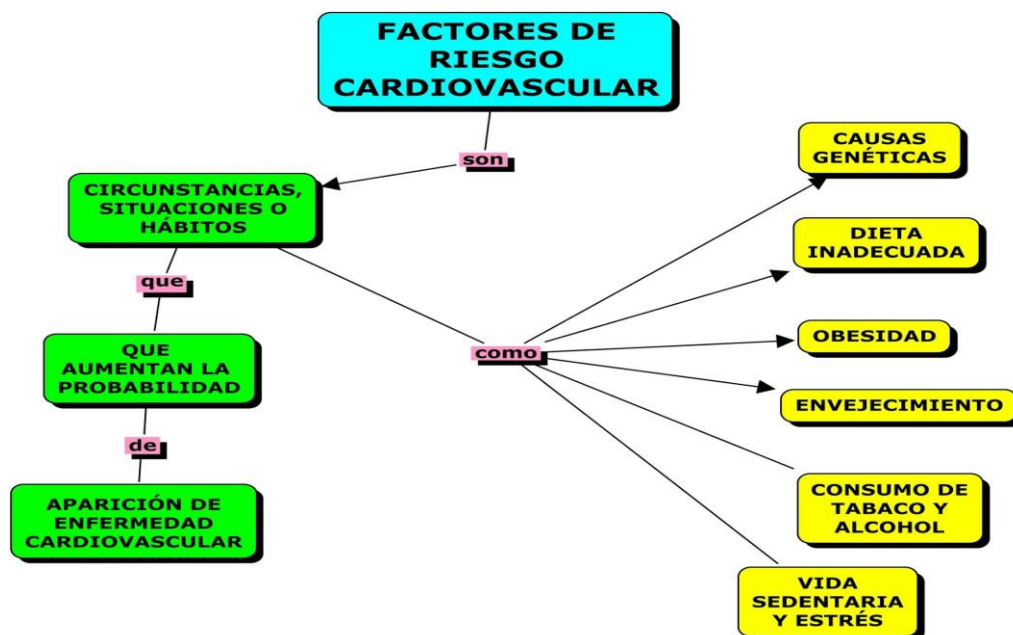 FACTORES DE
RIESGO
CARDIOVASCULAR
son
CIRCUNSTANCIAS,
SITUACIONES O
HÁBITOS
que
QUE
AUMENTAN LA
PROBABILIDAD
de
APARICIÓN DE
ENFERMEDAD
CARDIOVASCULAR
como
CAUSAS
GENÉTICAS
DIETA
INADECUADA
OBESIDAD
ENVEJECIMIENTO
CONSUMO DE
TABACO Y
ALCOHOL
VIDA
SEDENTARIA
Y ESTRÉS